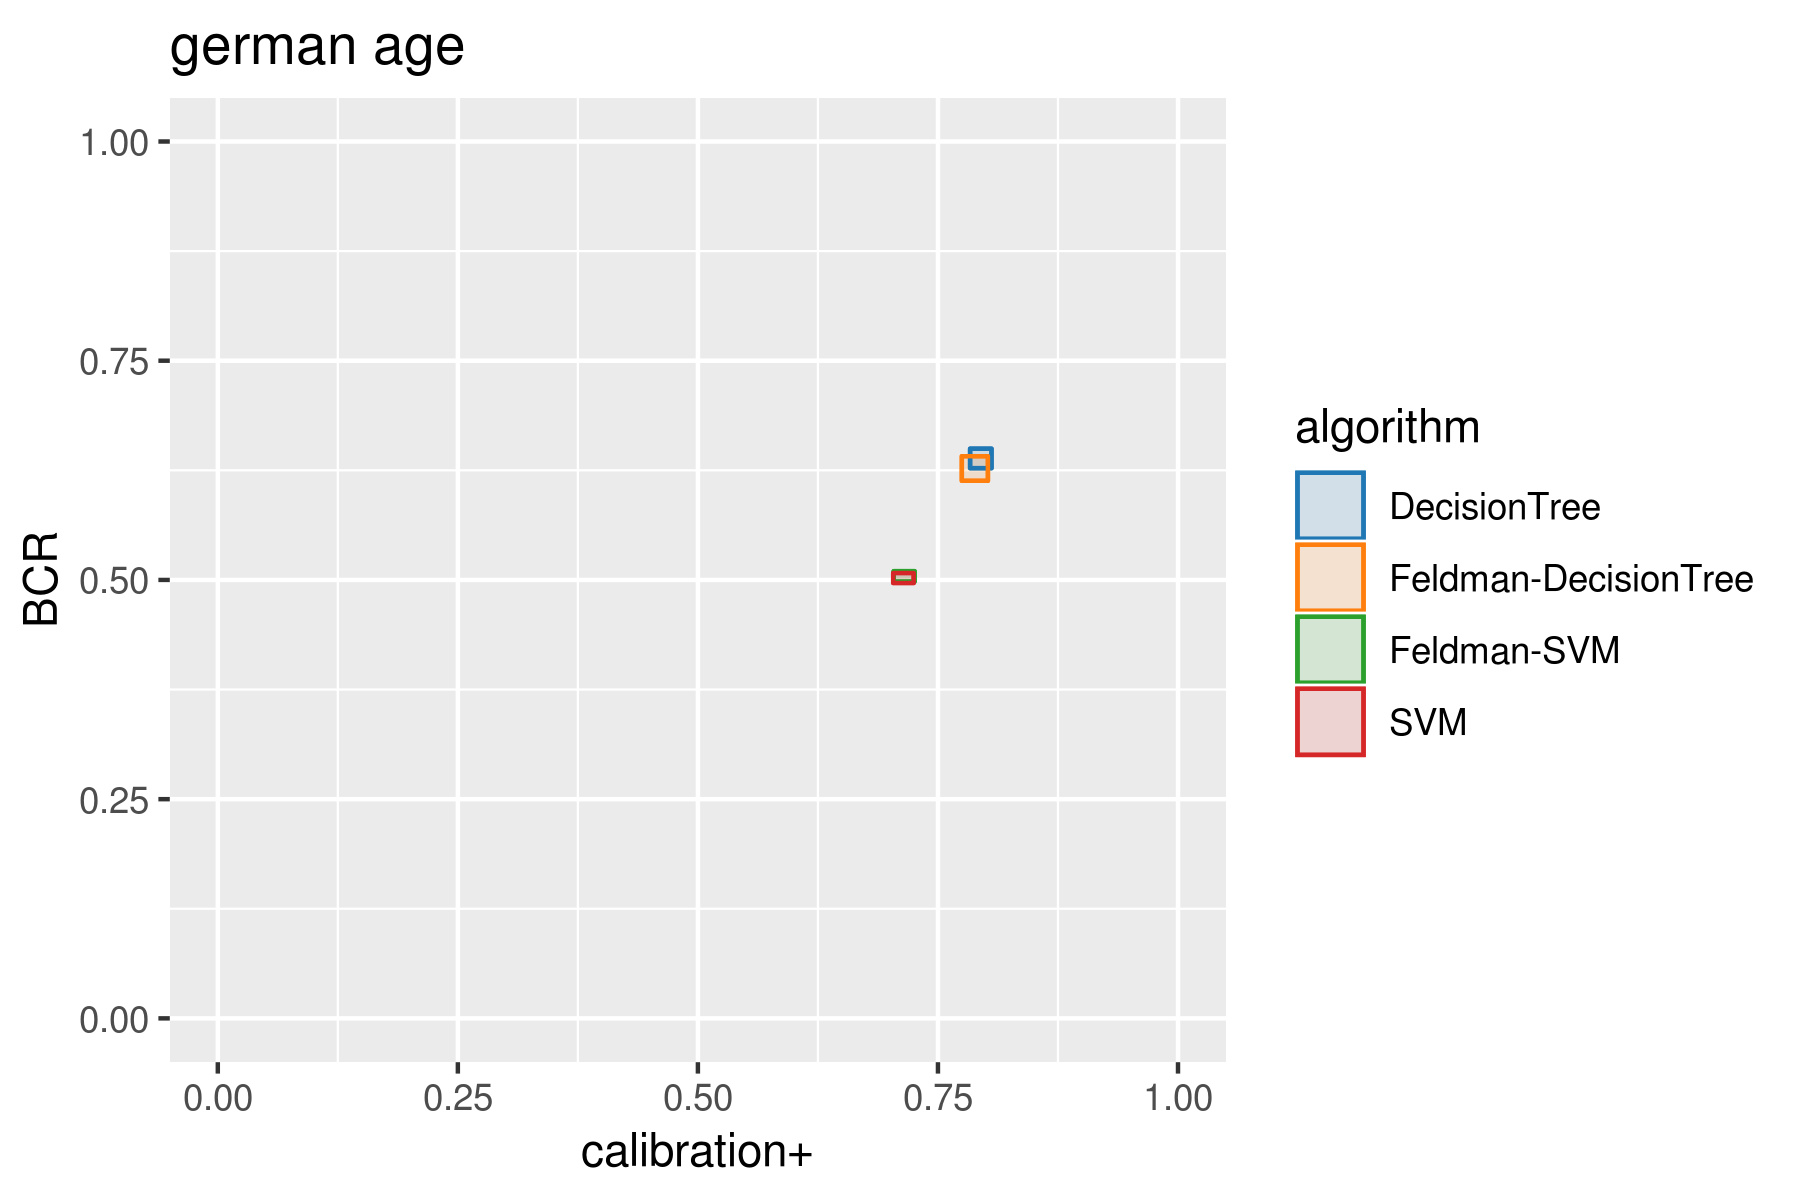 german age
1.00
0.75
0.50
0.25
0.00
BCR
0.00 0.25 0.50 0.75 1.00
calibration+
algorithm
DecisionTree
Feldman-DecisionTree
Feldman-SVM
SVM